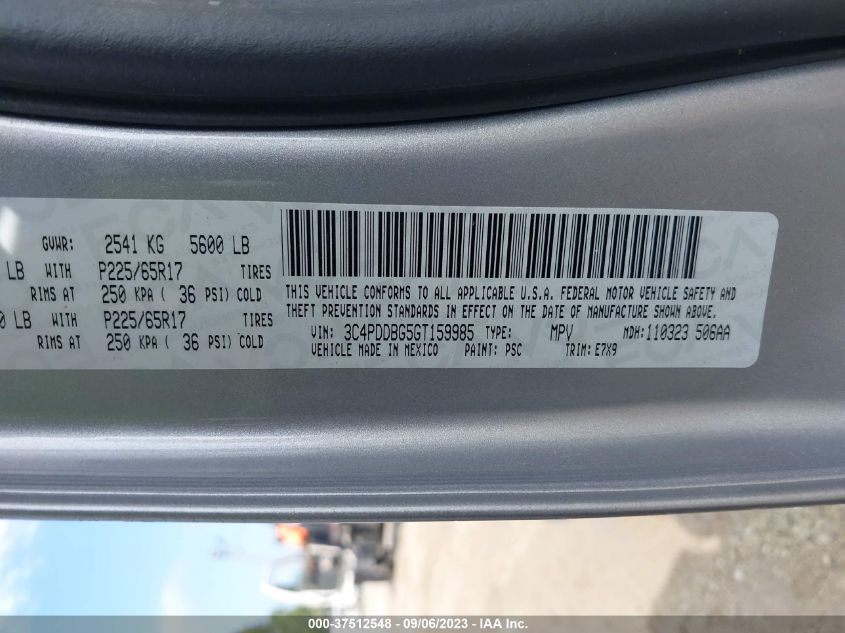 GVWR: 2541 KG 5600 LB
LB WITH P225/65R17 TIRES
RIMS AT 250 KPA ( 36 PSI) COLD
0 LB WITH P225/65R17 TIRES
RIMS AT 250 KPA ( 36 PSI) COLD
THIS VEHICLE CONFORMS TO ALL APPLICABLE U.S.A. FEDERAL MOTOR VEHICLE SAFETY AND
THEFT PREVENTION STANDARDS IN EFFECT ON THE DATE OF MANUFACTURE SHOWN ABOVE.
VIN: 3C4PDDBG5GT159985 TYPE: MPV MDH:110323 506AA
VEHICLE MADE IN MEXICO PAINT: PSC TRIM: E7X9
000-37512548 - 09/06/2023 - IAA Inc.